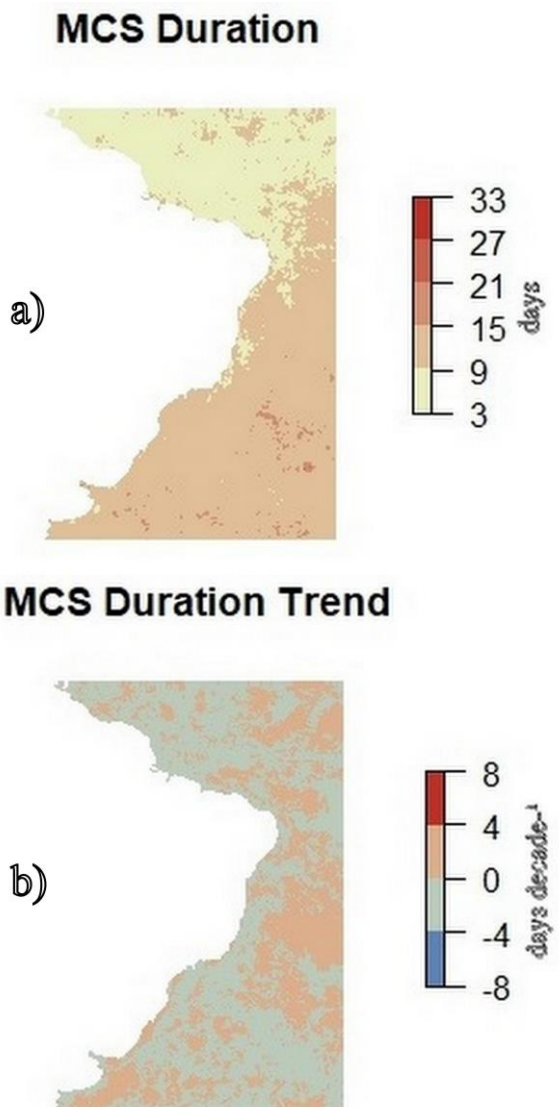 MCS Duration
33
27
21
15
9
3
days
a)
MCS Duration Trend
8
4
0
-4
-8
days decade-¹
b)